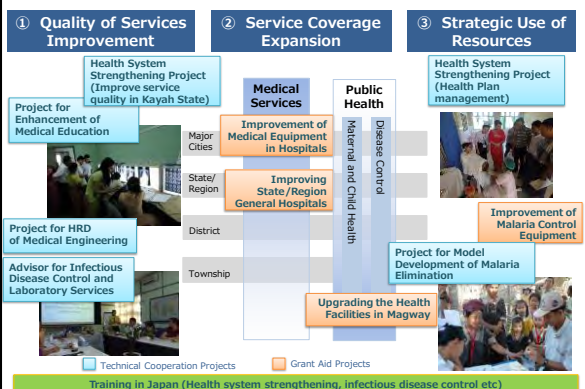 ① Quality of Services
Improvement
② Service Coverage
Expansion
③ Strategic Use of
Resources
Health System
Strengthening Project
(Improve service
quality in Kayah State)
Project for
Enhancement of
Medical Education
Project for HRD
of Medical Engineering
Advisor for Infectious
Disease Control and
Laboratory Services
Medical
Services
Public
Health
Major
Cities
State/
Region
District
Township
Improvement of
Medical Equipment
in Hospitals
Improving
State/Region
General Hospitals
Maternal and Child Health
Disease Control
Upgrading the Health
Facilities in Magway
Health System
Strengthening Project
(Health Plan
management)
Improvement of
Malaria Control
Equipment
Project for Model
Development of Malaria
Elimination
Technical Cooperation Projects
Grant Aid Projects
Training in Japan (Health system strengthening, infectious disease control etc)